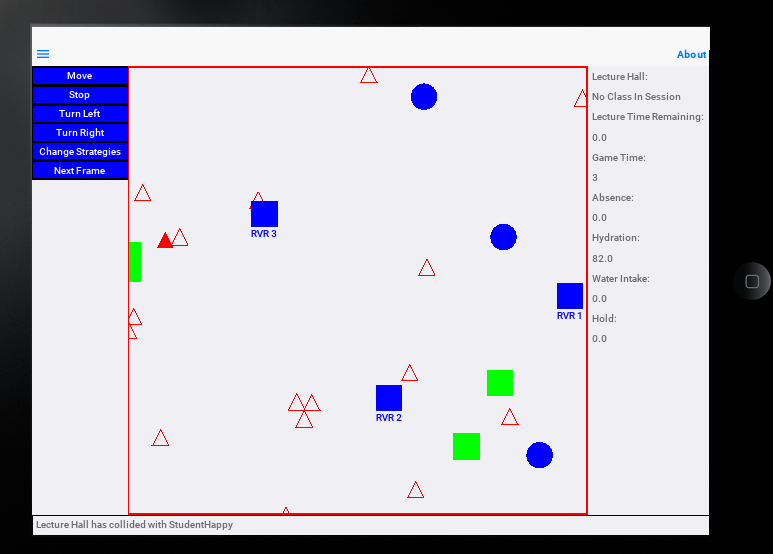 About
Move
Stop
Turn Left
Turn Right
Change Strategies
Next Frame
RVR 3
RVR 1
RVR 2
Lecture Hall:
No Class In Session
Lecture Time Remaining:
0.0
Game Time:
3
Absence:
0.0
Hydration:
82.0
Water Intake:
0.0
Hold:
0.0
Lecture Hall has collided with StudentHappy